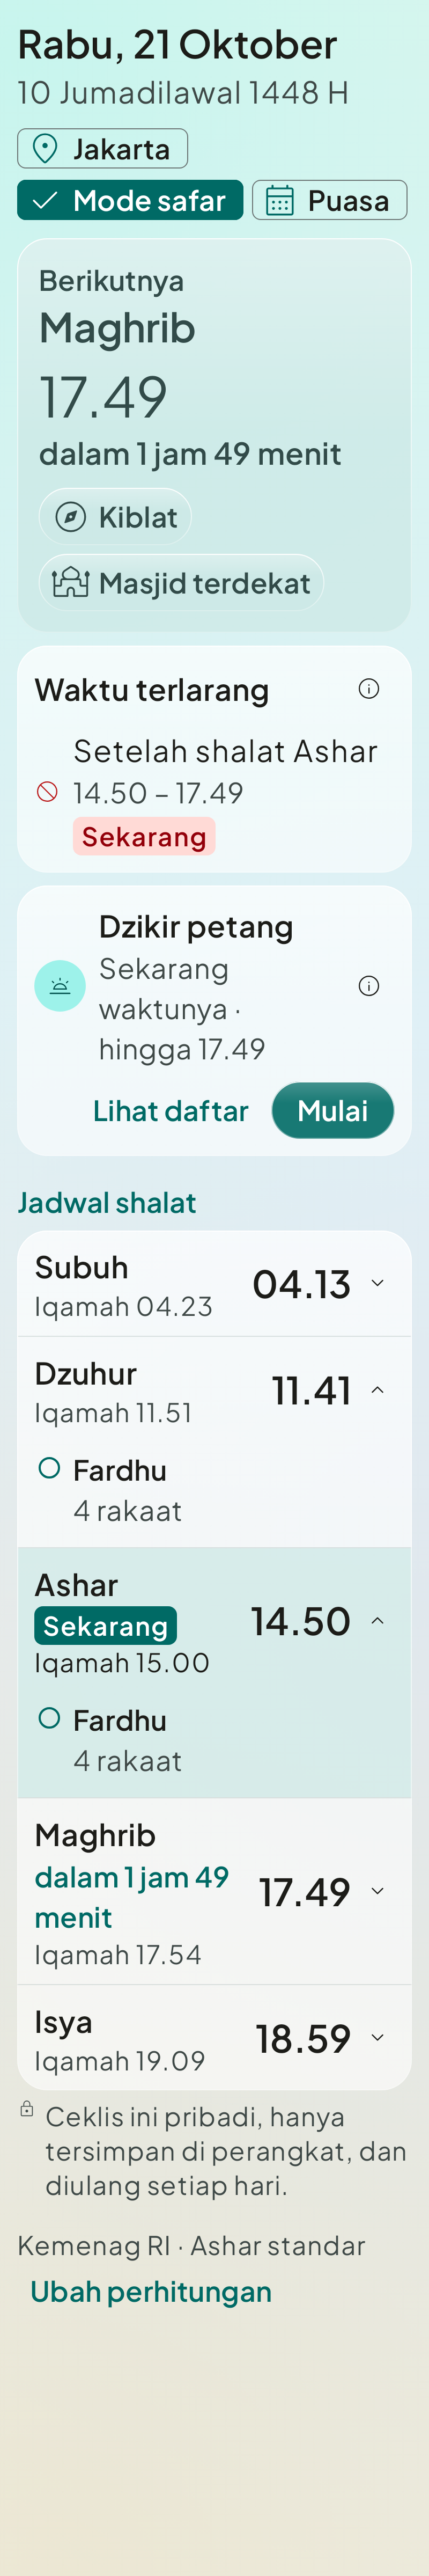 Rabu, 21 Oktober
10 Jumadilawal 1448 H
Jakarta
Mode safar
Puasa
Berikutnya
Maghrib
17.49
dalam 1 jam 49 menit
Kiblat
Masjid terdekat
Waktu terlarang
Setelah shalat Ashar
14.50 – 17.49
Sekarang
Dzikir petang
Sekarang
waktunya ·
hingga 17.49
Lihat daftar
Mulai
Jadwal shalat
Subuh
Iqamah 04.23
04.13
Dzuhur
Iqamah 11.51
11.41
Fardhu
4 rakaat
Ashar
Sekarang
Iqamah 15.00
14.50
Fardhu
4 rakaat
Maghrib
dalam 1 jam 49
menit
Iqamah 17.54
17.49
Isya
Iqamah 19.09
18.59
Ceklis ini pribadi, hanya
tersimpan di perangkat, dan
diulang setiap hari.
Kemenag RI · Ashar standar
Ubah perhitungan